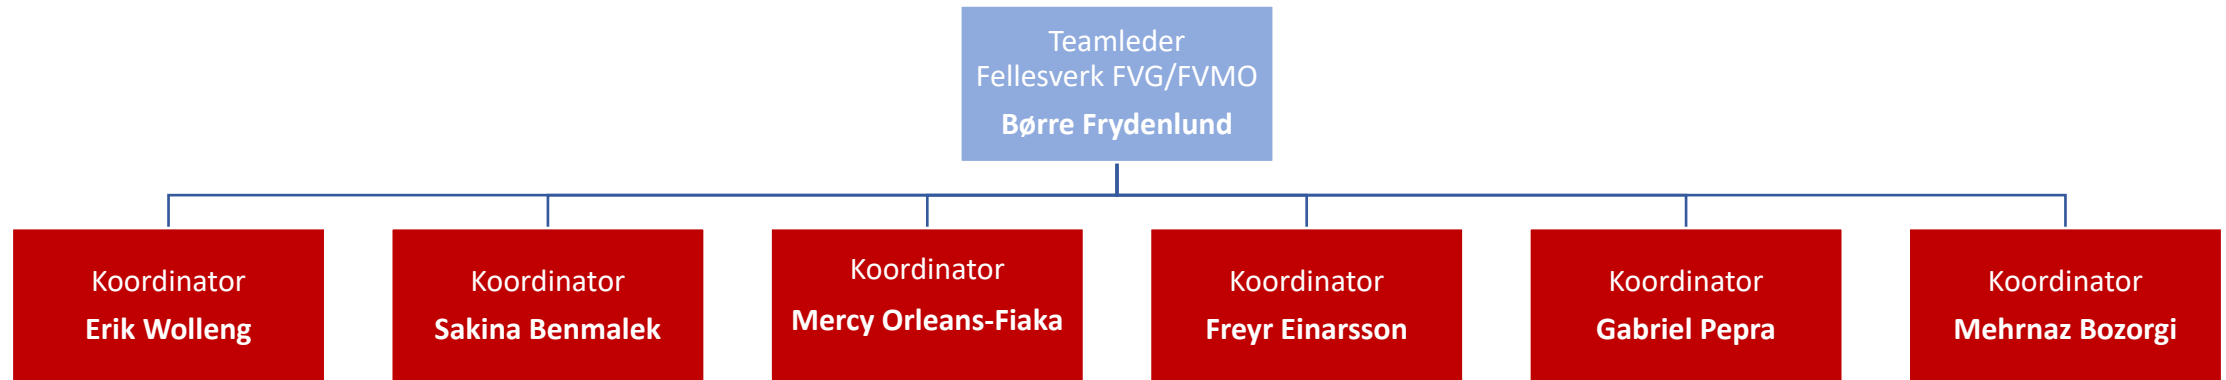 Teamleder
Fellesverk FVG/FVMO
Børre Frydenlund
Koordinator
Erik Wolleng
Koordinator
Sakina Benmalek
Koordinator
Mercy Orleans-Fiaka
Koordinator
Freyr Einarsson
Koordinator
Gabriel Pepra
Koordinator
Mehrnaz Bozorgi